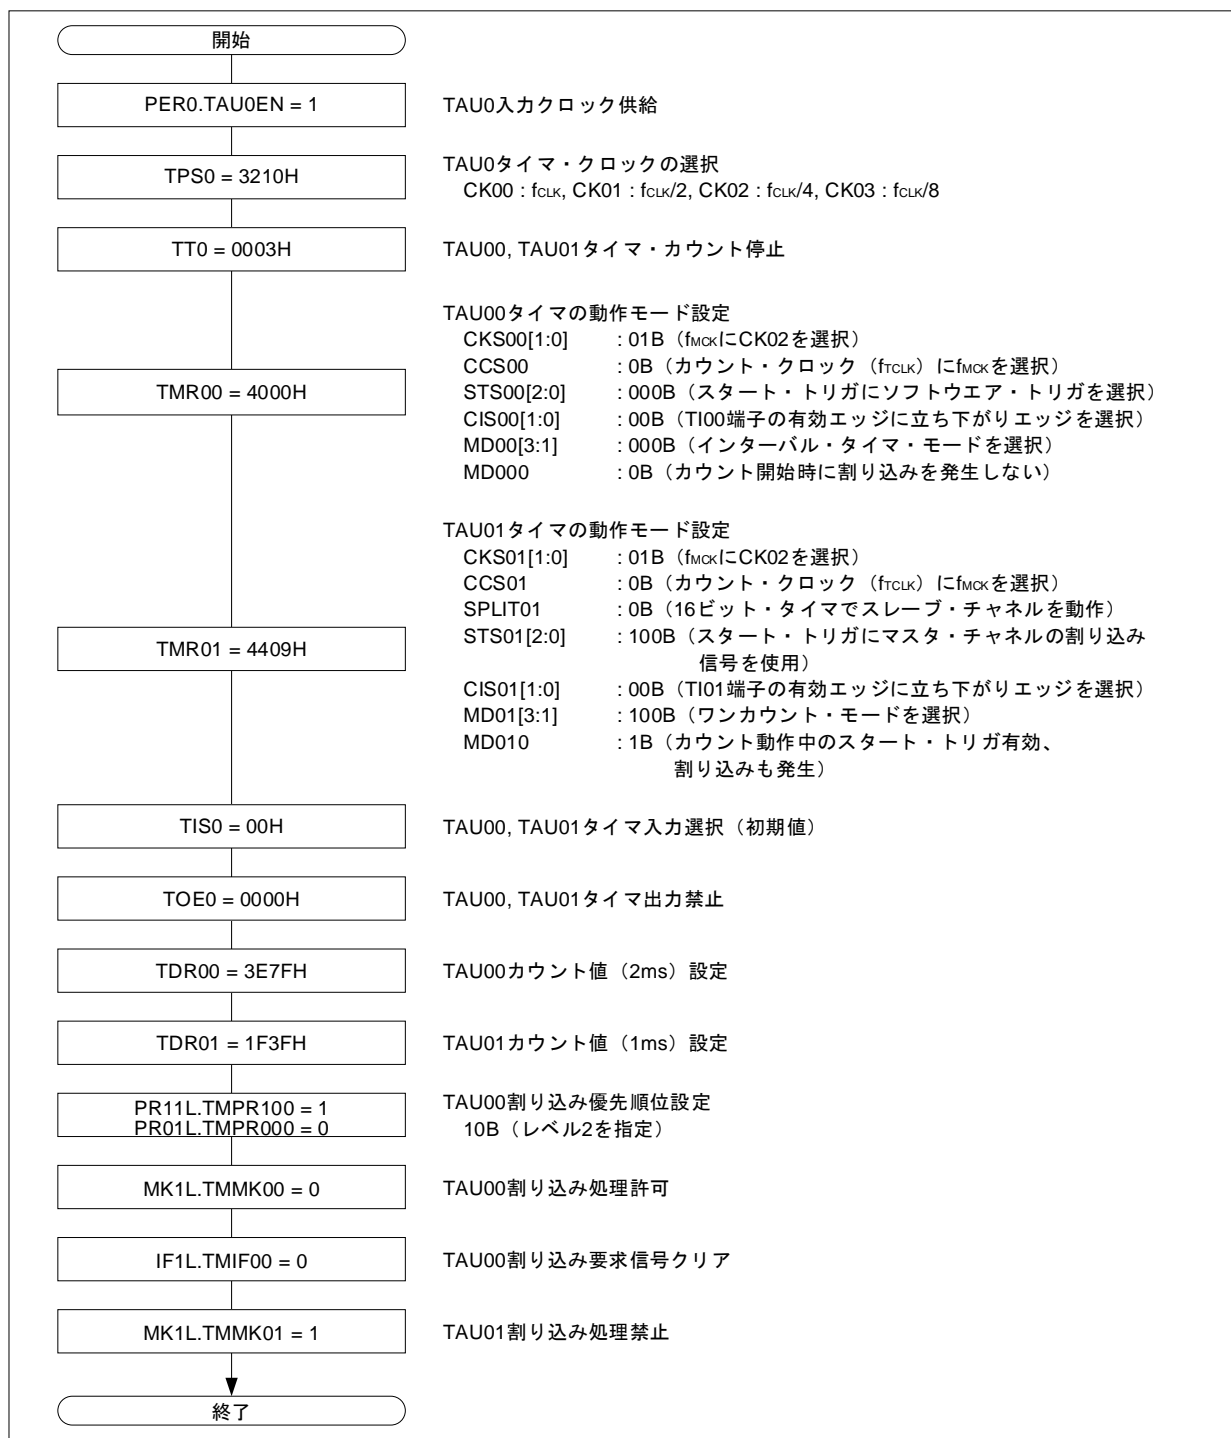 開始
PER0.TAU0EN = 1
TAU0入力クロック供給
TPS0 = 3210H
TAU0タイマ・クロックの選択
CK00 : fCLK, CK01 : fCLK/2, CK02 : fCLK/4, CK03 : fCLK/8
TT0 = 0003H
TAU00, TAU01タイマ・カウント停止
TMR00 = 4000H
TAU00タイマの動作モード設定
CKS00[1:0] : 01B（fMCKにCK02を選択）
CCS00 : 0B（カウント・クロック（fTCLK）にfMCKを選択）
STS00[2:0] : 000B（スタート・トリガにソフトウエア・トリガを選択）
CIS00[1:0] : 00B（TI00端子の有効エッジに立ち下がりエッジを選択）
MD00[3:1] : 000B（インターバル・タイマ・モードを選択）
MD000 : 0B（カウント開始時に割り込みを発生しない）
TMR01 = 4409H
TAU01タイマの動作モード設定
CKS01[1:0] : 01B（fMCKにCK02を選択）
CCS01 : 0B（カウント・クロック（fTCLK）にfMCKを選択）
SPLIT01 : 0B（16ビット・タイマでスレーブ・チャネルを動作）
STS01[2:0] : 100B（スタート・トリガにマスタ・チャネルの割り込み
信号を使用）
CIS01[1:0] : 00B（TI01端子の有効エッジに立ち下がりエッジを選択）
MD01[3:1] : 100B（ワンカウント・モードを選択）
MD010 : 1B（カウント動作中のスタート・トリガ有効、
割り込みも発生）
TIS0 = 00H
TAU00, TAU01タイマ入力選択（初期値）
TOE0 = 0000H
TAU00, TAU01タイマ出力禁止
TDR00 = 3E7FH
TAU00カウント値（2ms）設定
TDR01 = 1F3FH
TAU01カウント値（1ms）設定
PR11L.TMPR100 = 1
PR01L.TMPR000 = 0
TAU00割り込み優先順位設定
10B（レベル2を指定）
MK1L.TMMK00 = 0
TAU00割り込み処理許可
IF1L.TMIF00 = 0
TAU00割り込み要求信号クリア
MK1L.TMMK01 = 1
TAU01割り込み処理禁止
終了